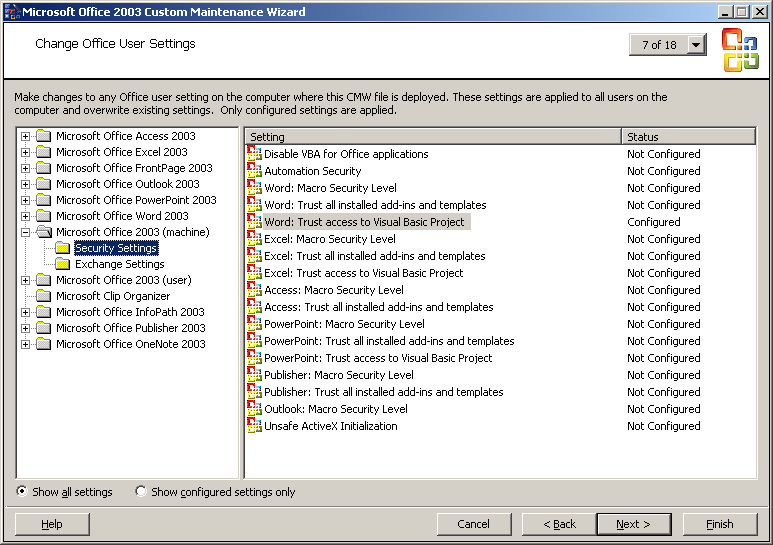 Microsoft Office 2003 Custom Maintenance Wizard
Change Office User Settings
7 of 18
Make changes to any Office user setting on the computer where this CMW file is deployed. These settings are applied to all users on the
computer and overwrite existing settings. Only configured settings are applied.
Microsoft Office Access 2003
Microsoft Office Excel 2003
Microsoft Office FrontPage 2003
Microsoft Office Outlook 2003
Microsoft Office PowerPoint 2003
Microsoft Office Word 2003
Microsoft Office 2003 (machine)
Security Settings
Exchange Settings
Microsoft Office 2003 (user)
Microsoft Clip Organizer
Microsoft Office InfoPath 2003
Microsoft Office Publisher 2003
Microsoft Office OneNote 2003
Setting Status
Disable VBA for Office applications Not Configured
Automation Security Not Configured
Word: Macro Security Level Not Configured
Word: Trust all installed add-ins and templates Not Configured
Word: Trust access to Visual Basic Project Configured
Excel: Macro Security Level Not Configured
Excel: Trust all installed add-ins and templates Not Configured
Excel: Trust access to Visual Basic Project Not Configured
Access: Macro Security Level Not Configured
Access: Trust all installed add-ins and templates Not Configured
PowerPoint: Macro Security Level Not Configured
PowerPoint: Trust all installed add-ins and templates Not Configured
PowerPoint: Trust access to Visual Basic Project Not Configured
Publisher: Macro Security Level Not Configured
Publisher: Trust all installed add-ins and templates Not Configured
Outlook: Macro Security Level Not Configured
Unsafe ActiveX Initialization Not Configured
Show all settings Show configured settings only
Help Cancel < Back Next > Finish